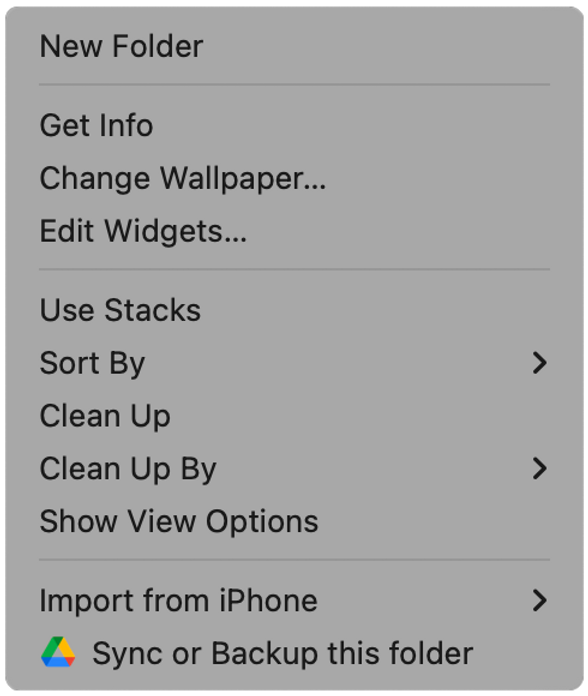 New Folder
Get Info
Change Wallpaper...
Edit Widgets...
Use Stacks
Sort By
Clean Up
Clean Up By
Show View Options
Import from iPhone
Sync or Backup this folder